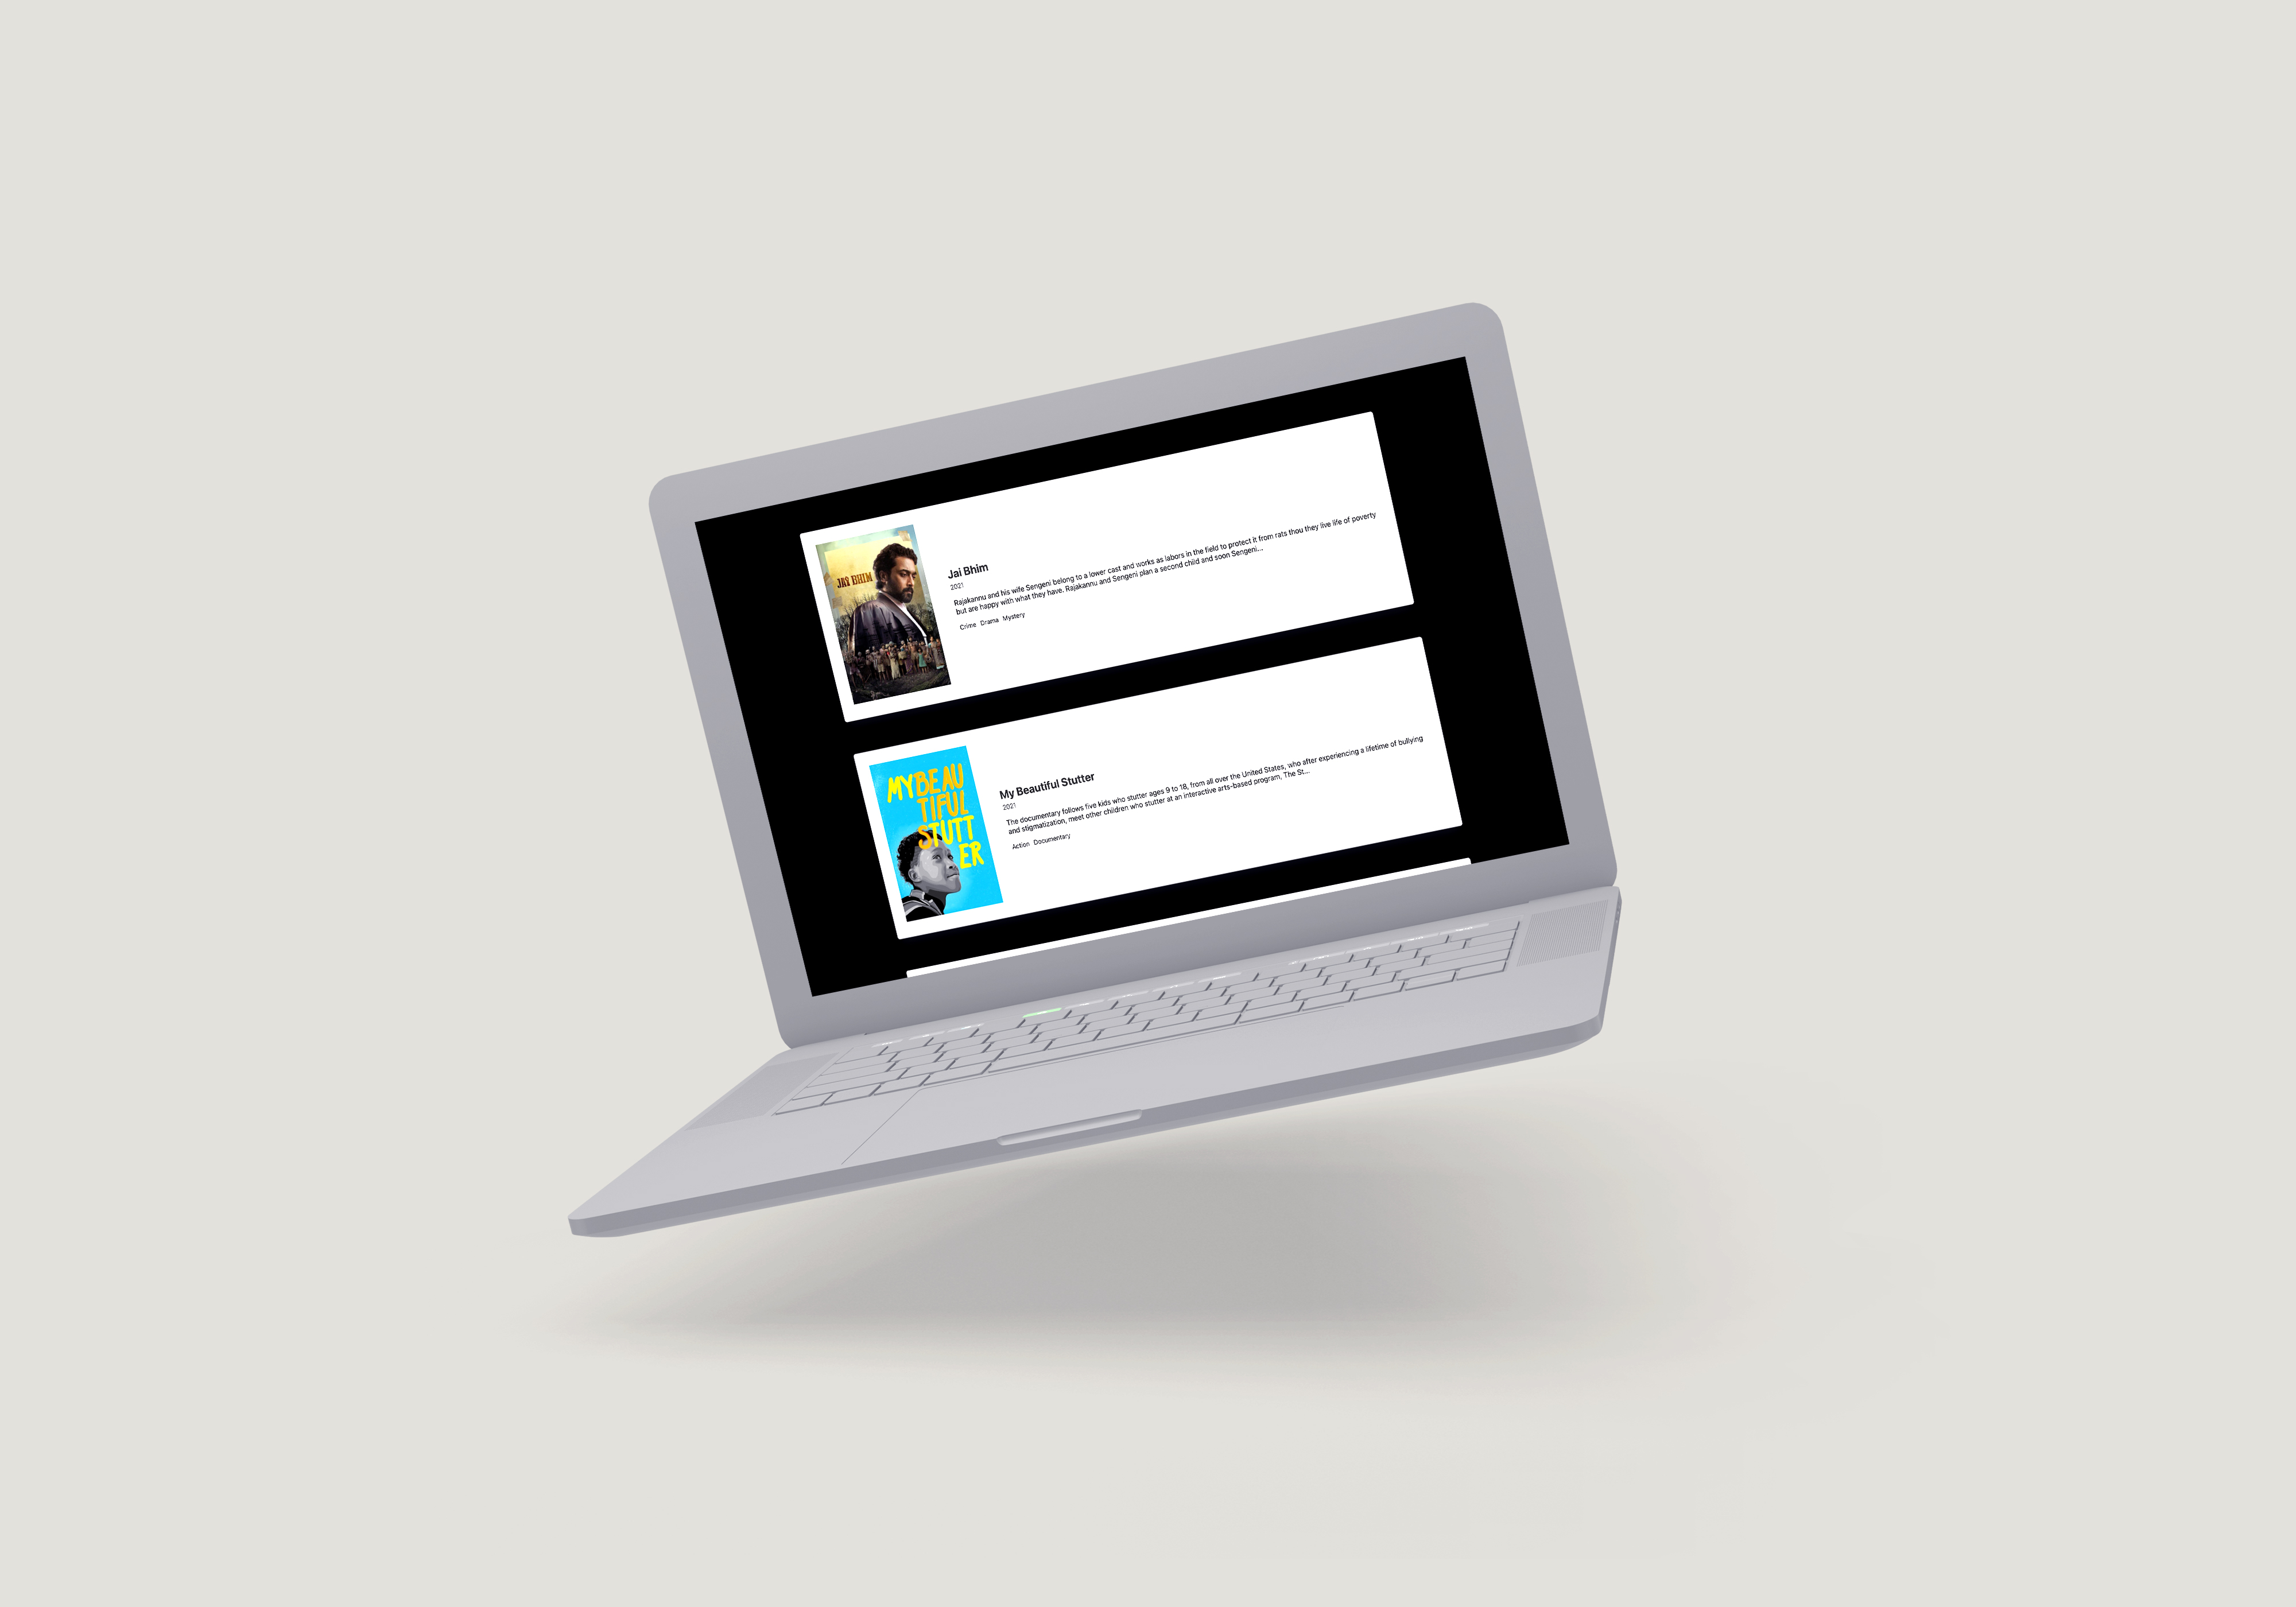 JAI BHIM
Jai Bhim
2021
Rajakannu and his wife Sengeni belong to a lower cast and works as labors in the field to protect it from rats thou they live life of poverty
but are happy with what they have. Rajakannu and Sengeni plan a second child and soon Sengeni...
Crime Drama Mystery
MY BEAU
TIFUL
STUTT
ER
My Beautiful Stutter
2021
The documentary follows five kids who stutter ages 9 to 18, from all over the United States, who after experiencing a lifetime of bullying
and stigmatization, meet other children who stutter at an interactive arts-based program, The St...
Action Documentary